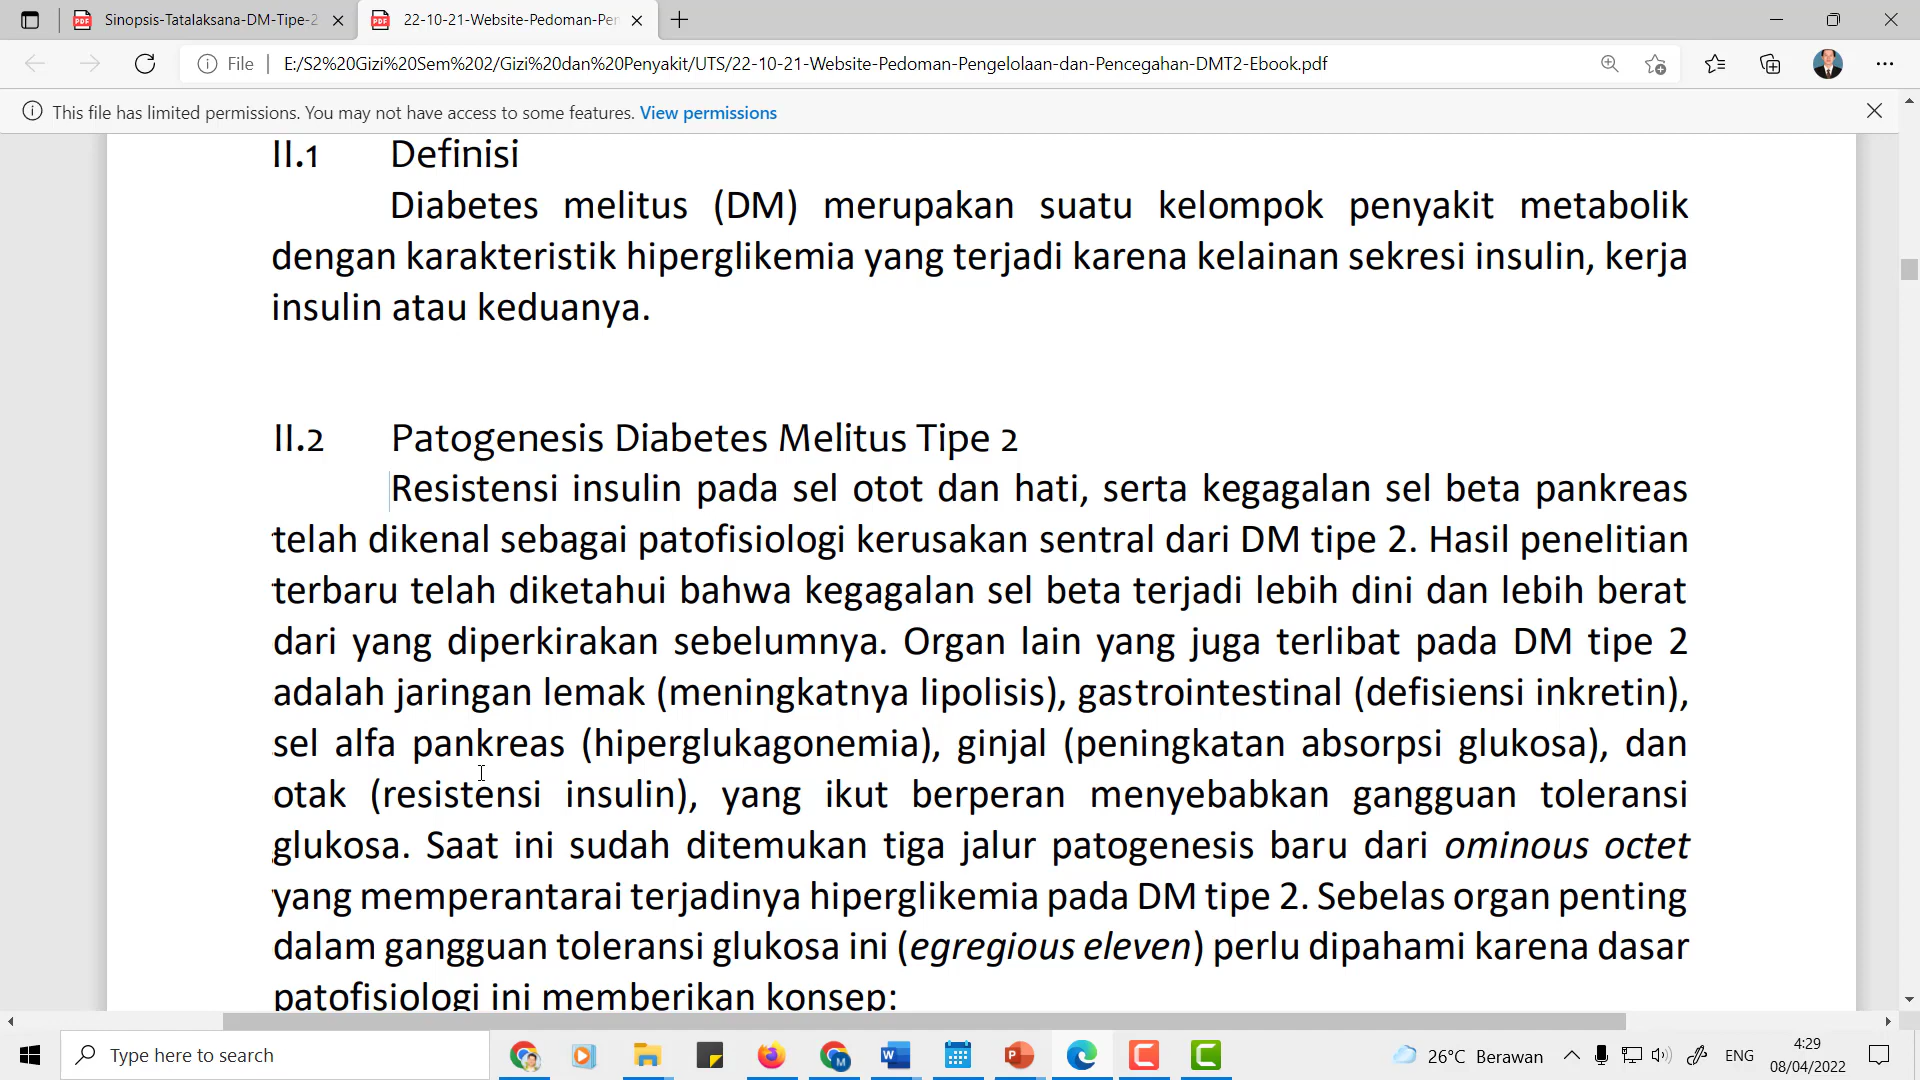 Sinopsis-Tatalaksana-DM-Tipe-2
22-10-21-Website-Pedoman-Pen
File
E:/S2%20Gizi%20Sem%202/Gizi%20dan%20Penyakit/UTS/22-10-21-Website-Pedoman-Pengelolaan-dan-Pencegahan-DMT2-Ebook.pdf
This file has limited permissions. You may not have access to some features. View permissions
II.1 Definisi
Diabetes melitus (DM) merupakan suatu kelompok penyakit metabolik
dengan karakteristik hiperglikemia yang terjadi karena kelainan sekresi insulin, kerja
insulin atau keduanya.
II.2 Patogenesis Diabetes Melitus Tipe 2
Resistensi insulin pada sel otot dan hati, serta kegagalan sel beta pankreas
telah dikenal sebagai patofisiologi kerusakan sentral dari DM tipe 2. Hasil penelitian
terbaru telah diketahui bahwa kegagalan sel beta terjadi lebih dini dan lebih berat
dari yang diperkirakan sebelumnya. Organ lain yang juga terlibat pada DM tipe 2
adalah jaringan lemak (meningkatnya lipolisis), gastrointestinal (defisiensi inkretin),
sel alfa pankreas (hiperglukagonemia), ginjal (peningkatan absorpsi glukosa), dan
otak (resistensi insulin), yang ikut berperan menyebabkan gangguan toleransi
glukosa. Saat ini sudah ditemukan tiga jalur patogenesis baru dari ominous octet
yang memperantarai terjadinya hiperglikemia pada DM tipe 2. Sebelas organ penting
dalam gangguan toleransi glukosa ini (egregious eleven) perlu dipahami karena dasar
patofisiologi ini memberikan konsep:
Type here to search
26°C Berawan
ENG
4:29
08/04/2022